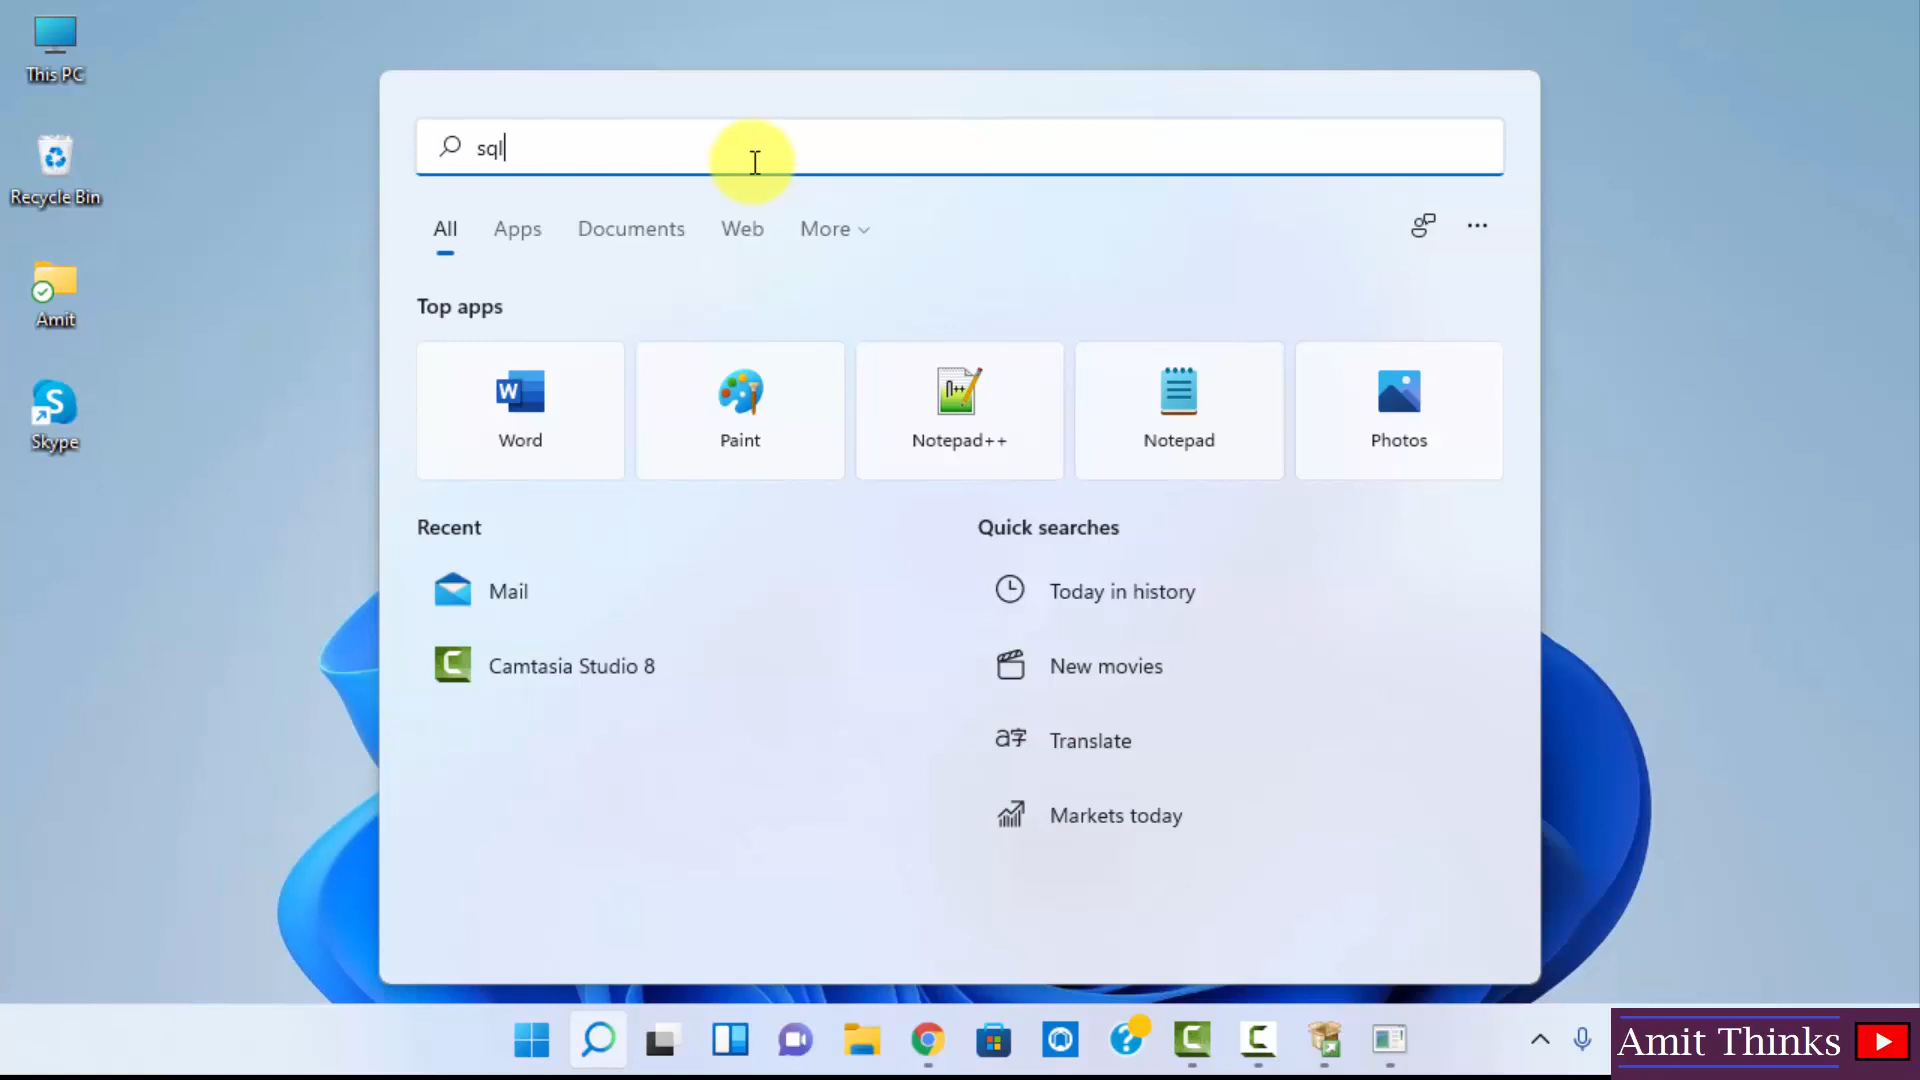 This PC
Recycle Bin
Amit
Skype
sql
All Apps Documents Web More
Top apps
Word Paint Notepad++ Notepad Photos
Recent Quick searches
Mail Today in history
Camtasia Studio 8 New movies
Translate
Markets today
Amit Thinks